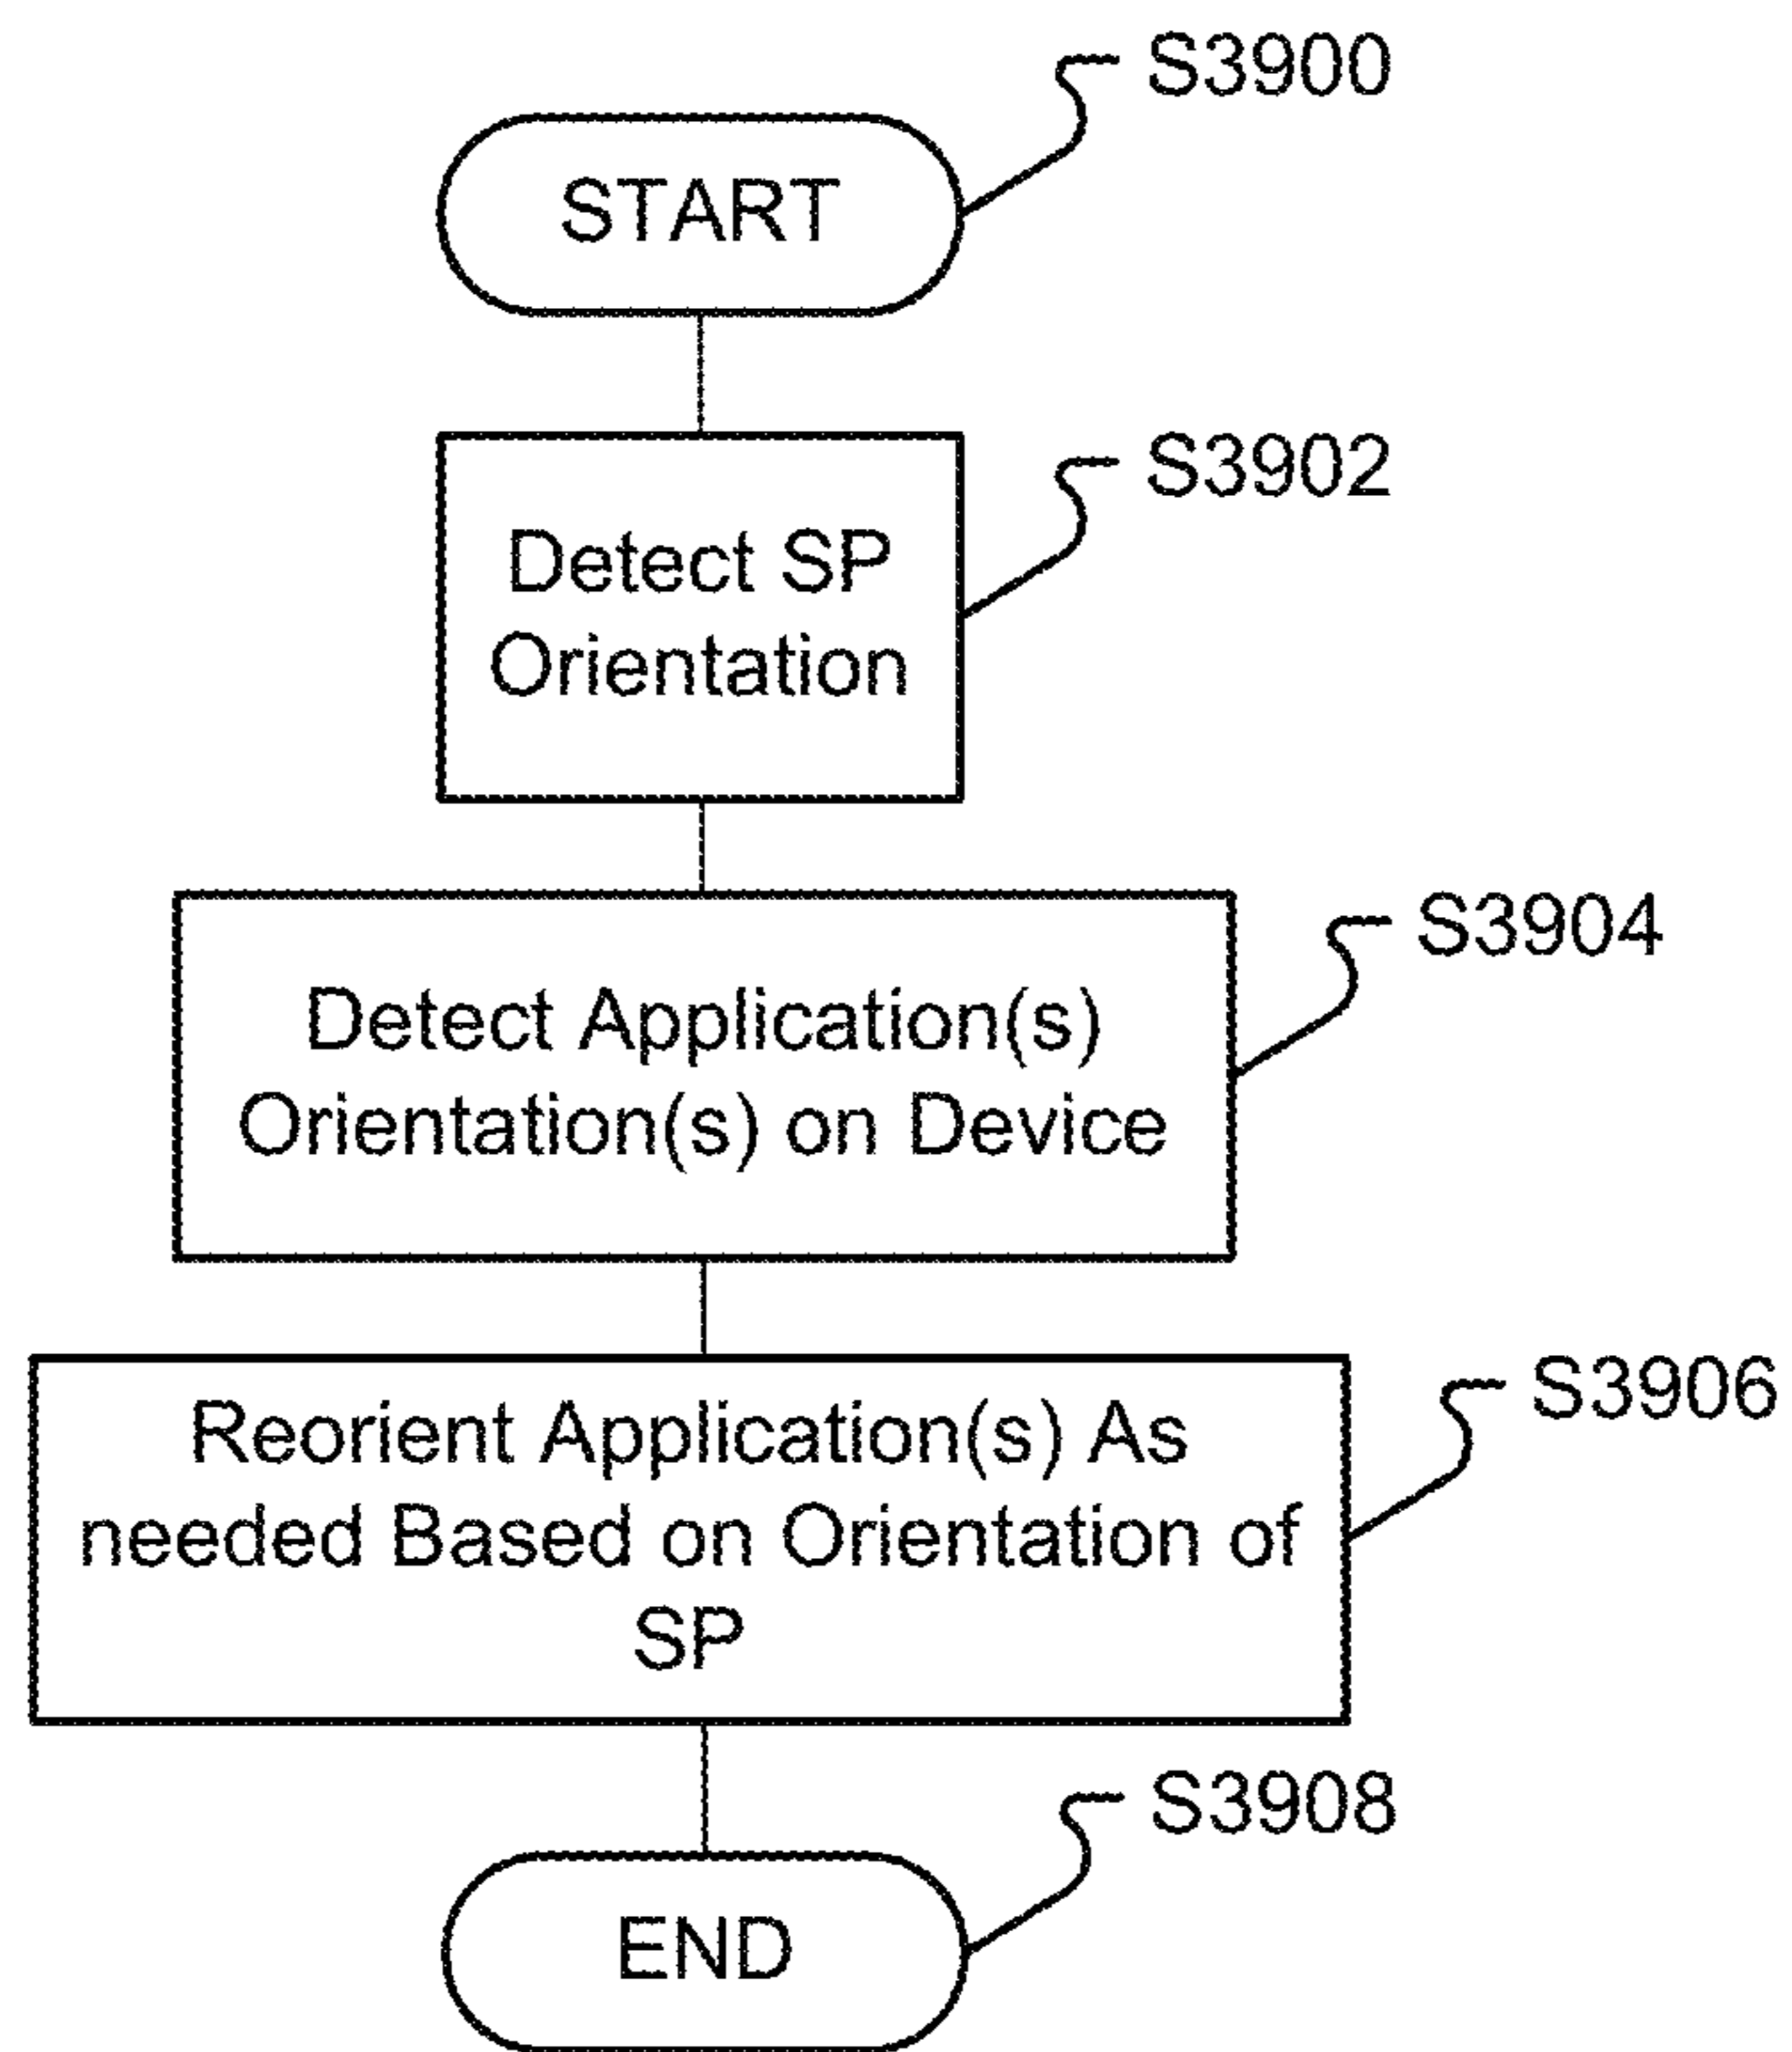 S3900
START
S3902
Detect SP
Orientation
S3904
Detect Application(s)
Orientation(s) on Device
S3906
Reorient Application(s) As
needed Based on Orientation of
SP
S3908
END